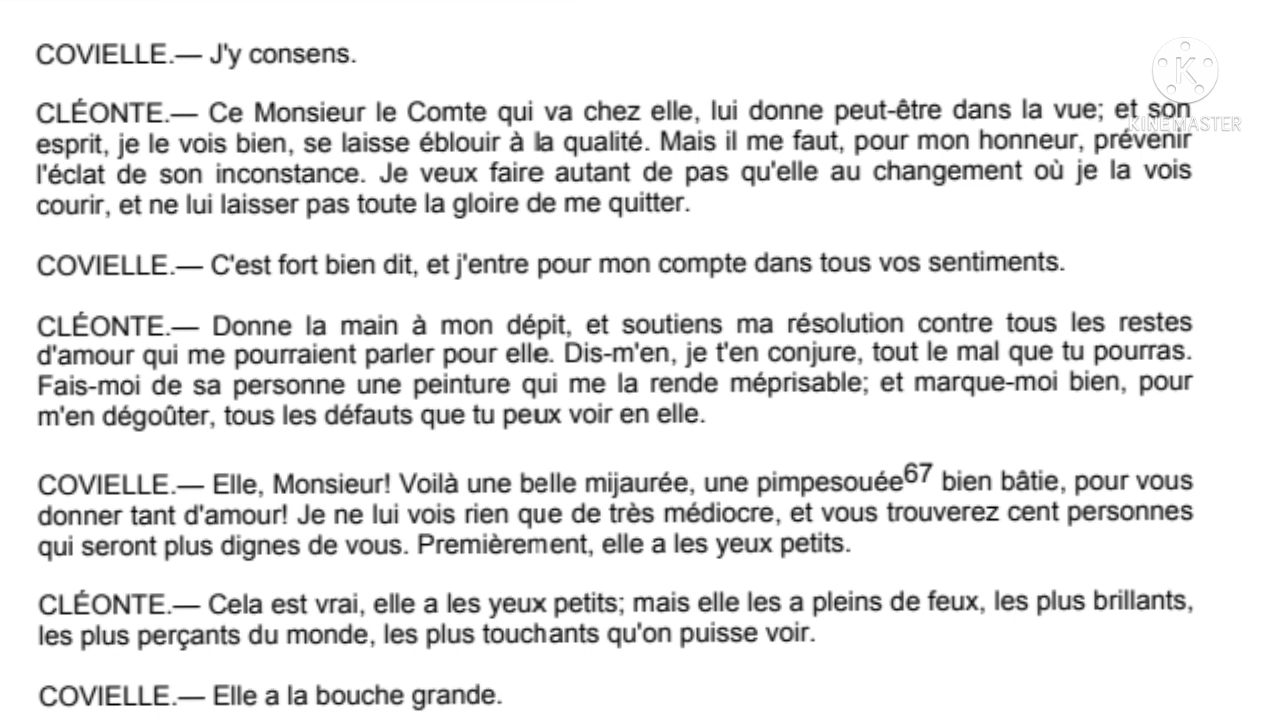 COVIELLE.— J'y consens.
CLÉONTE.— Ce Monsieur le Comte qui va chez elle, lui donne peut-être dans la vue; et son
esprit, je le vois bien, se laisse éblouir à la qualité. Mais il me faut, pour mon honneur, prévenir
l'éclat de son inconstance. Je veux faire autant de pas qu'elle au changement où je la vois
courir, et ne lui laisser pas toute la gloire de me quitter.
COVIELLE.— C'est fort bien dit, et j'entre pour mon compte dans tous vos sentiments.
CLÉONTE.— Donne la main à mon dépit, et soutiens ma résolution contre tous les restes
d'amour qui me pourraient parler pour elle. Dis-m'en, je t'en conjure, tout le mal que tu pourras.
Fais-moi de sa personne une peinture qui me la rende méprisable; et marque-moi bien, pour
m'en dégoûter, tous les défauts que tu peux voir en elle.
COVIELLE.— Elle, Monsieur! Voilà une belle mijaurée, une pimpesouée67 bien bâtie, pour vous
donner tant d'amour! Je ne lui vois rien que de très médiocre, et vous trouverez cent personnes
qui seront plus dignes de vous. Premièrement, elle a les yeux petits.
CLÉONTE.— Cela est vrai, elle a les yeux petits; mais elle les a pleins de feux, les plus brillants,
les plus perçants du monde, les plus touchants qu'on puisse voir.
COVIELLE.— Elle a la bouche grande.
K
KINEMASTER